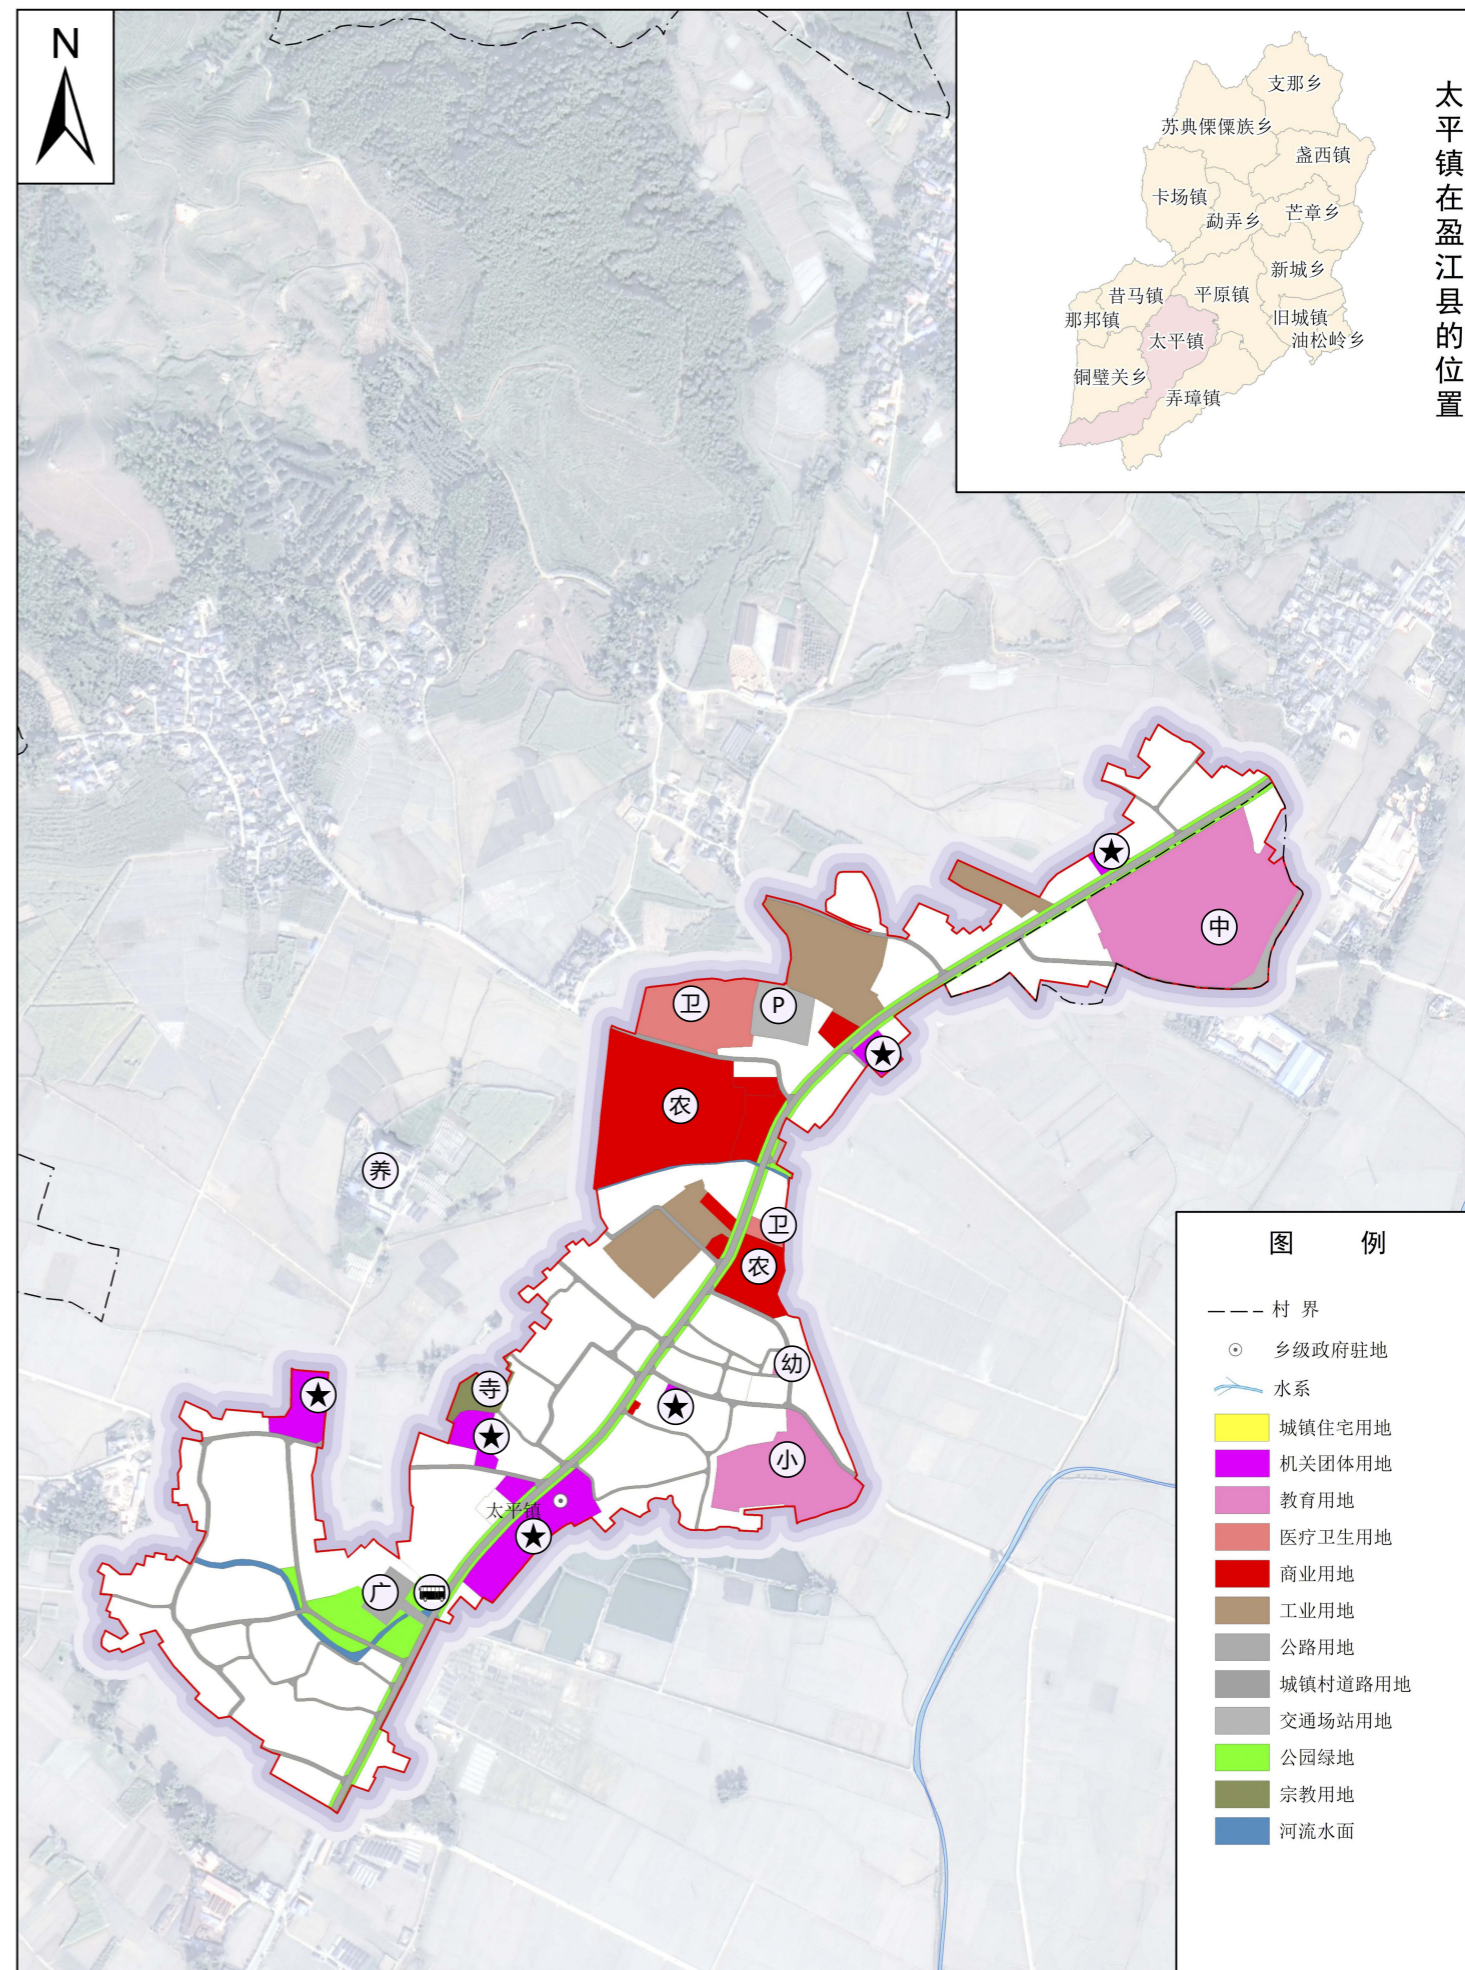 N
支那乡
苏典傈僳族乡
盏西镇
卡场镇
勐弄乡
芒章乡
新城乡
昔马镇
平原镇
那邦镇
旧城镇
太平镇
油松岭乡
铜壁关乡
弄璋镇
太平镇在盈江县的位置
中
卫
P
农
养
卫
农
幼
寺
小
太平镇
广
图 例
村 界
乡级政府驻地
水系
城镇住宅用地
机关团体用地
教育用地
医疗卫生用地
商业用地
工业用地
公路用地
城镇村道路用地
交通场站用地
公园绿地
宗教用地
河流水面